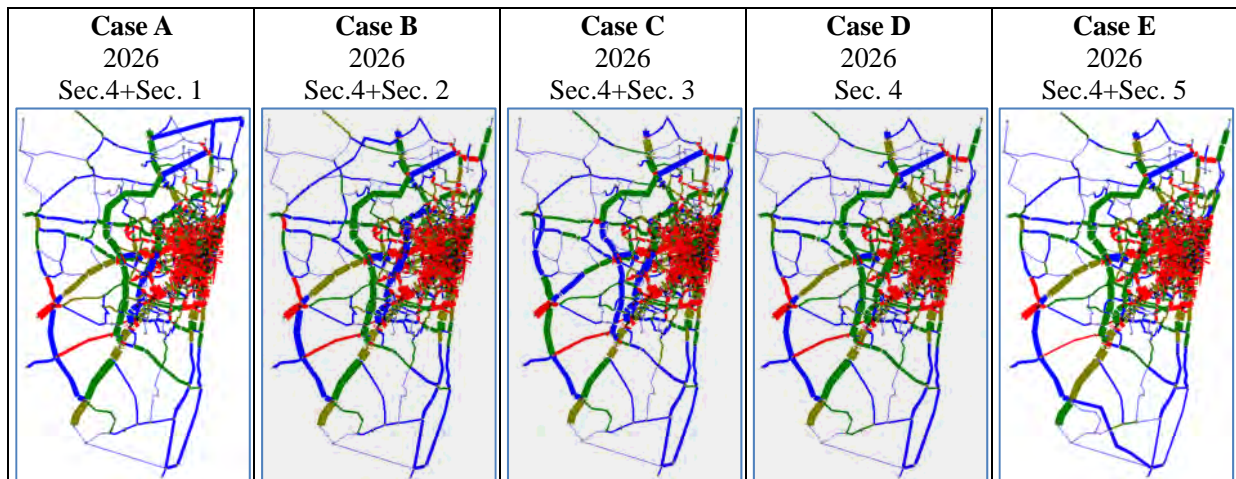 Case A
2026
Sec.4+Sec. 1
Case B
2026
Sec.4+Sec. 2
Case C
2026
Sec.4+Sec. 3
Case D
2026
Sec. 4
Case E
2026
Sec.4+Sec. 5